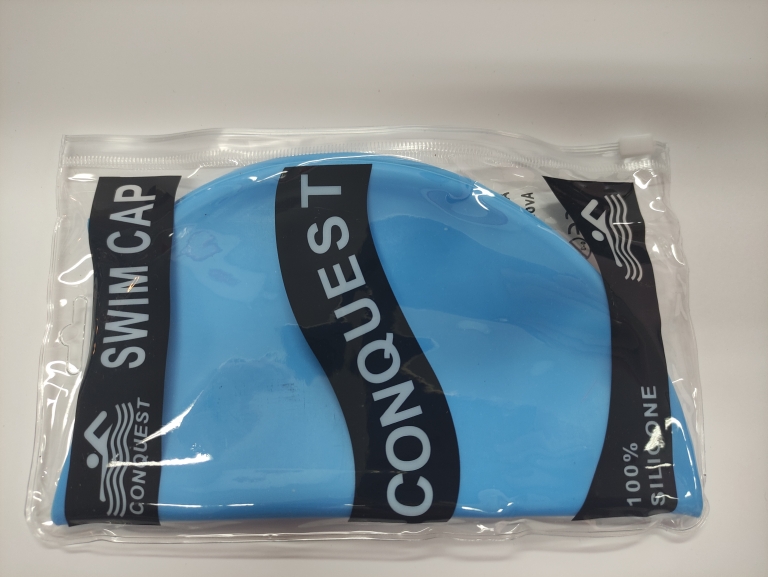 SWIM CAP
CONQUEST
CONQUEST
100%
SILICONE